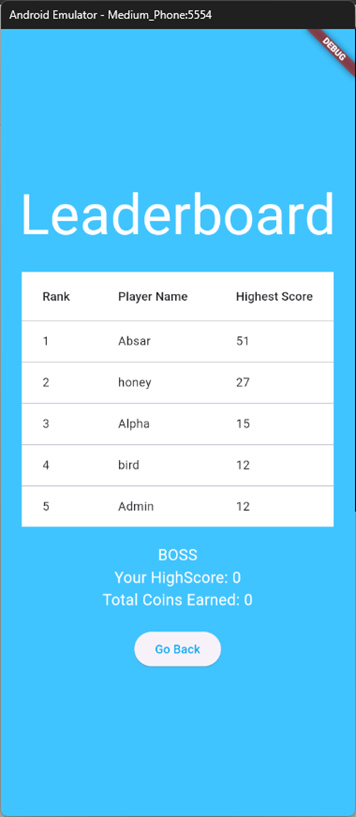 Android Emulator - Medium_Phone:5554
DEBUG
Leaderboard
Rank Player Name Highest Score
1 Absar 51
2 honey 27
3 Alpha 15
4 bird 12
5 Admin 12
BOSS
Your HighScore: 0
Total Coins Earned: 0
Go Back